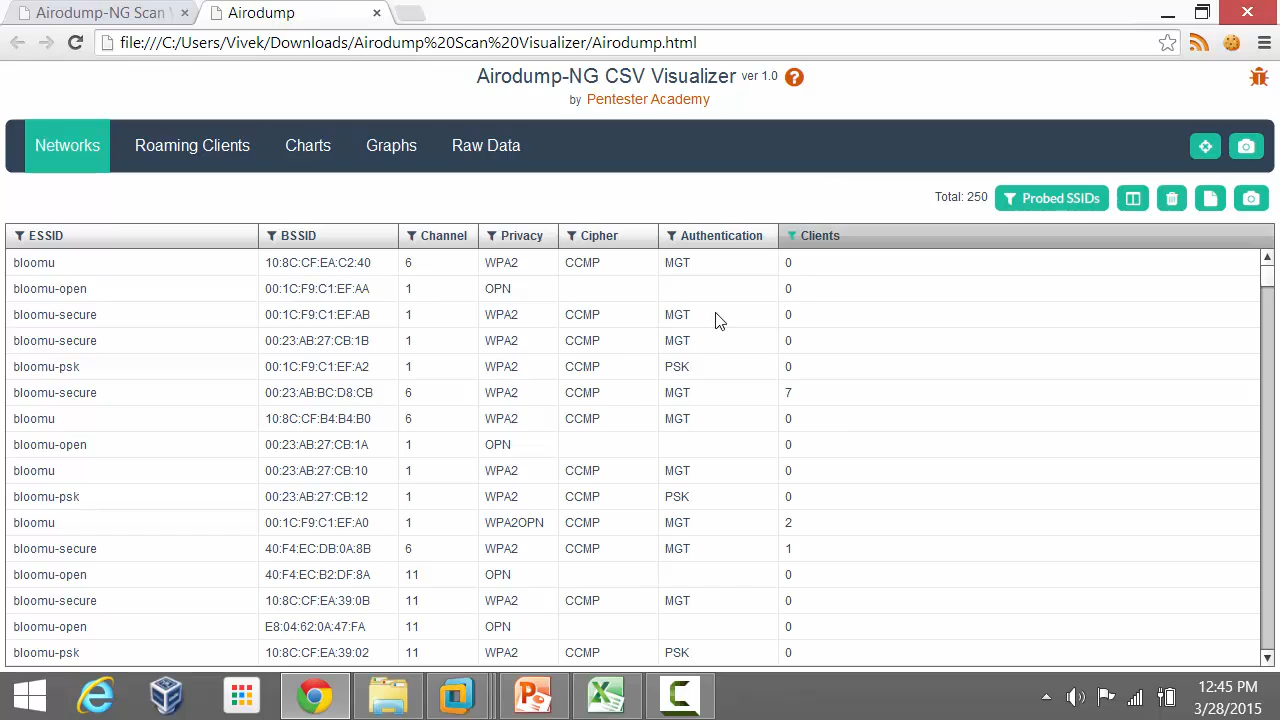 Airodump-NG Scan V
Airodump
file:///C:/Users/Vivek/Downloads/Airodump%20Scan%20Visualizer/Airodump.html
Airodump-NG CSV Visualizer ver 1.0 ?
by Pentester Academy
Networks Roaming Clients Charts Graphs Raw Data
Total: 250 Probed SSIDs
ESSID BSSID Channel Privacy Cipher Authentication Clients
bloomu 10:8C:CF:EA:C2:40 6 WPA2 CCMP MGT 0
bloomu-open 00:1C:F9:C1:EF:AA 1 OPN 0
bloomu-secure 00:1C:F9:C1:EF:AB 1 WPA2 CCMP MGT 0
bloomu-secure 00:23:AB:27:CB:1B 1 WPA2 CCMP MGT 0
bloomu-psk 00:1C:F9:C1:EF:A2 1 WPA2 CCMP PSK 0
bloomu-secure 00:23:AB:BC:D8:CB 6 WPA2 CCMP MGT 7
bloomu 10:8C:CF:B4:B4:B0 6 WPA2 CCMP MGT 0
bloomu-open 00:23:AB:27:CB:1A 1 OPN 0
bloomu 00:23:AB:27:CB:10 1 WPA2 CCMP MGT 0
bloomu-psk 00:23:AB:27:CB:12 1 WPA2 CCMP PSK 0
bloomu 00:1C:F9:C1:EF:A0 1 WPA2OPN CCMP MGT 2
bloomu-secure 40:F4:EC:DB:0A:8B 6 WPA2 CCMP MGT 1
bloomu-open 40:F4:EC:B2:DF:8A 11 OPN 0
bloomu-secure 10:8C:CF:EA:39:0B 11 WPA2 CCMP MGT 0
bloomu-open E8:04:62:0A:47:FA 11 OPN 0
bloomu-psk 10:8C:CF:EA:39:02 11 WPA2 CCMP PSK 0
12:45 PM
3/28/2015